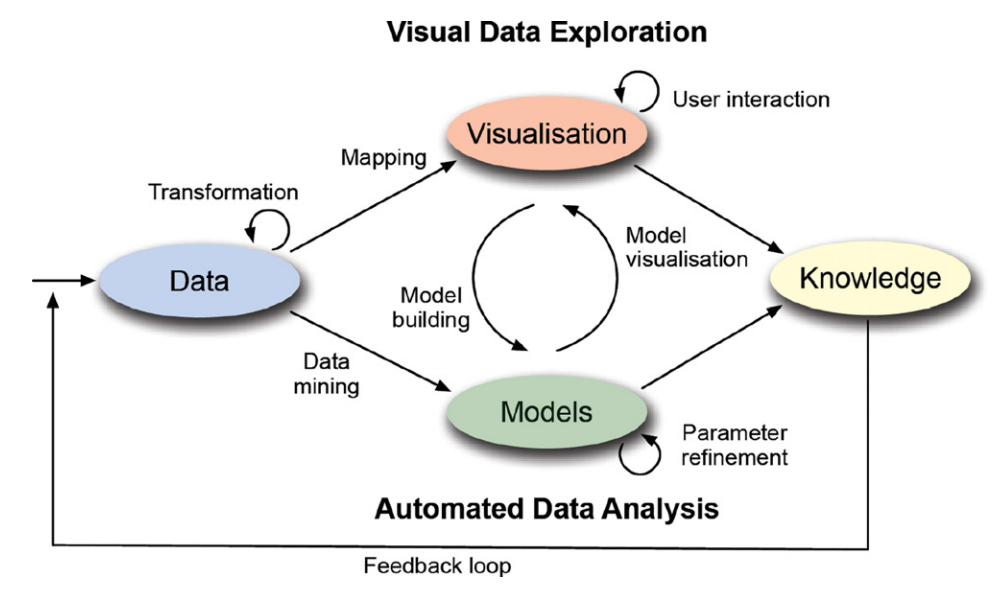 Visual Data Exploration
User interaction
Visualisation
Mapping
Transformation
Model
visualisation
Data
Knowledge
Model
building
Data
mining
Models
Parameter
refinement
Automated Data Analysis
Feedback loop